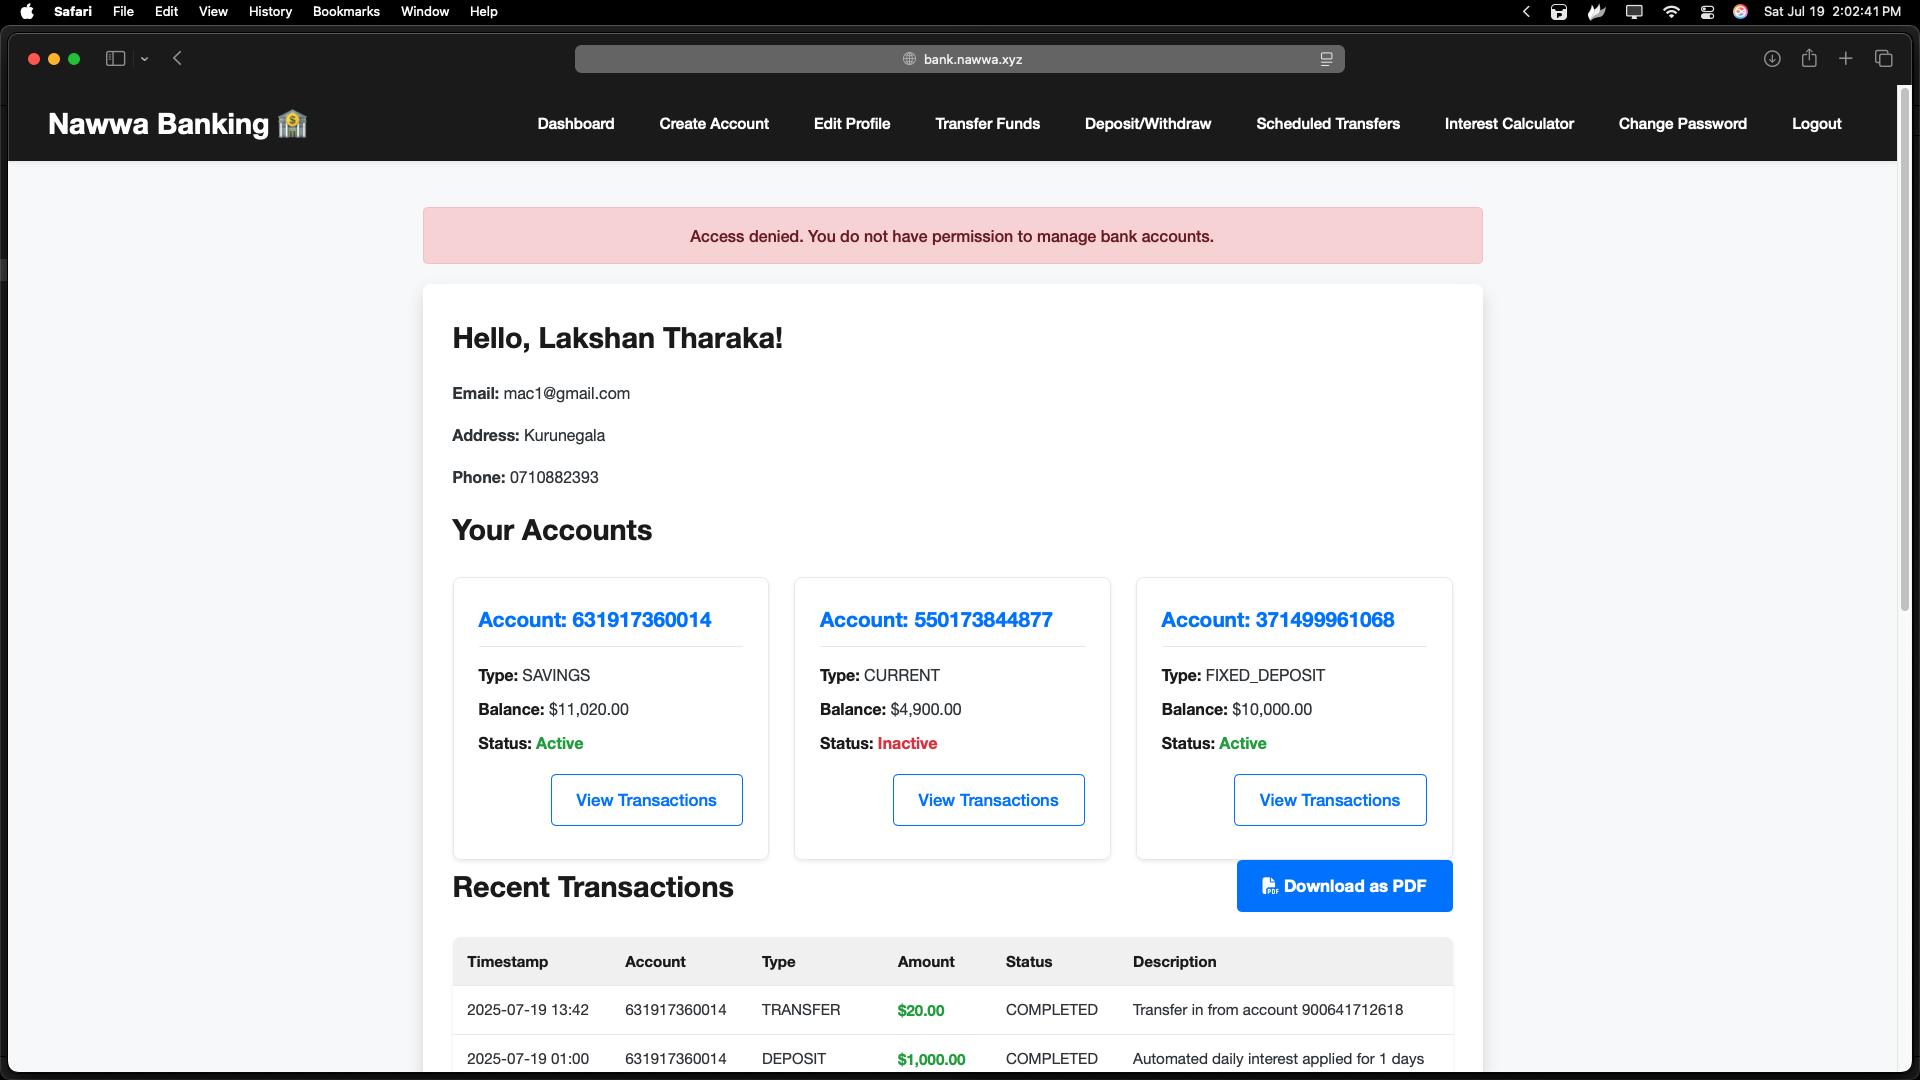 Safari File Edit View History Bookmarks Window Help Sat Jul 19 2:02:41 PM
bank.nawwa.xyz
Nawwa Banking Dashboard Create Account Edit Profile Transfer Funds Deposit/Withdraw Scheduled Transfers Interest Calculator Change Password Logout
Access denied. You do not have permission to manage bank accounts.
Hello, Lakshan Tharaka!
Email: mac1@gmail.com
Address: Kurunegala
Phone: 0710882393
Your Accounts
Account: 631917360014
Type: SAVINGS
Balance: $11,020.00
Status: Active
View Transactions
Account: 550173844877
Type: CURRENT
Balance: $4,900.00
Status: Inactive
View Transactions
Account: 371499961068
Type: FIXED_DEPOSIT
Balance: $10,000.00
Status: Active
View Transactions
Recent Transactions
PDF Download as PDF
Timestamp Account Type Amount Status Description
2025-07-19 13:42 631917360014 TRANSFER $20.00 COMPLETED Transfer in from account 900641712618
2025-07-19 01:00 631917360014 DEPOSIT $1,000.00 COMPLETED Automated daily interest applied for 1 days